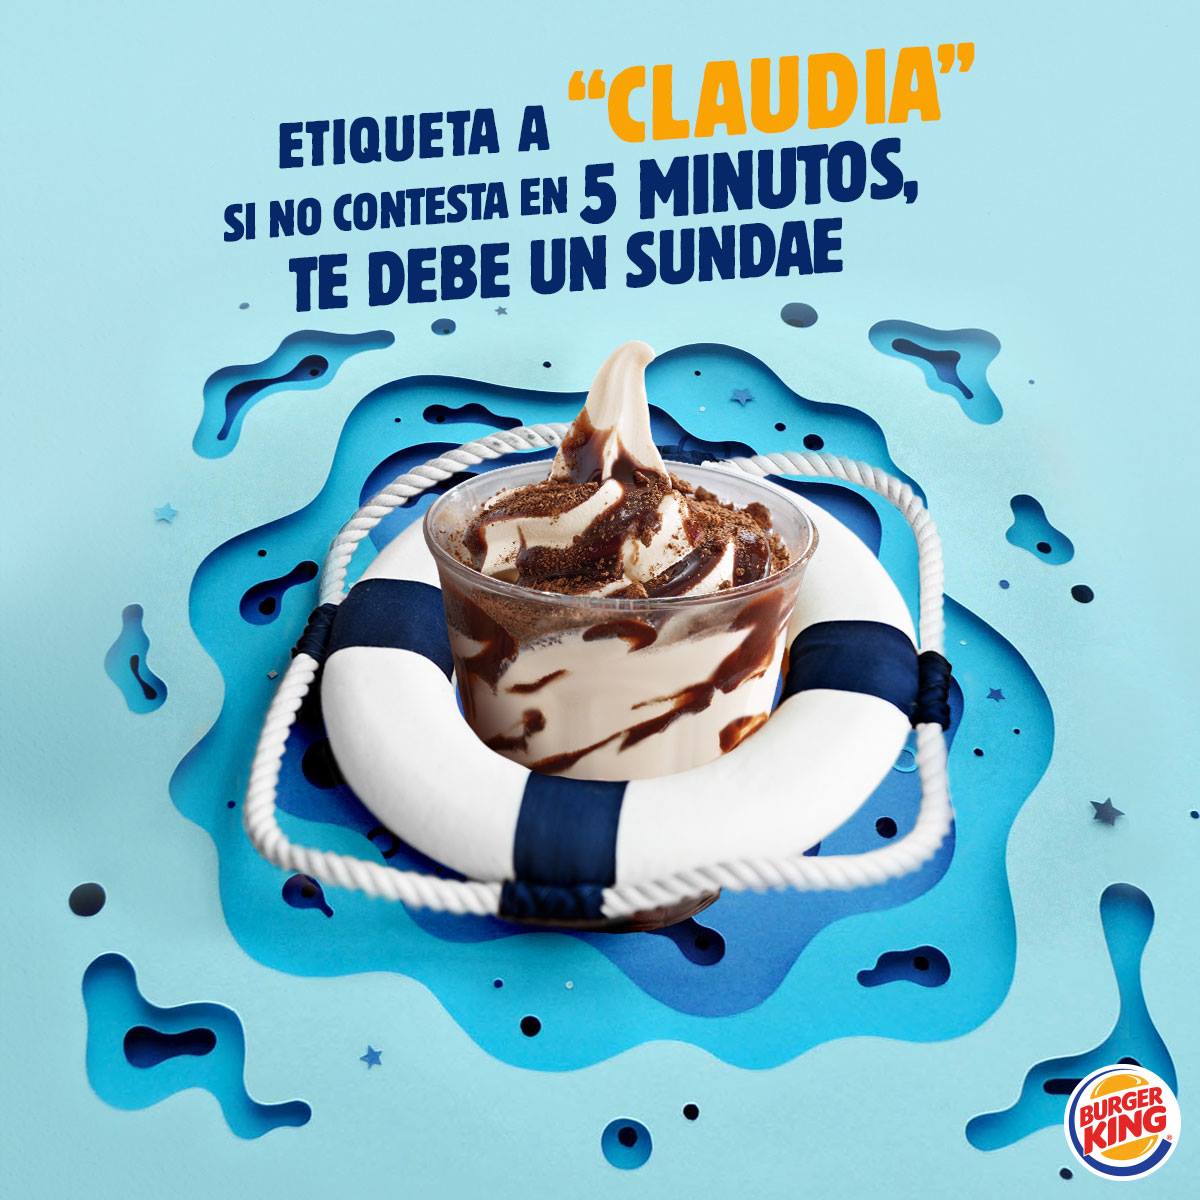 ETIQUETA A “CLAUDIA”
SI NO CONTESTA EN 5 MINUTOS,
TE DEBE UN SUNDAE
BURGER
KING
®